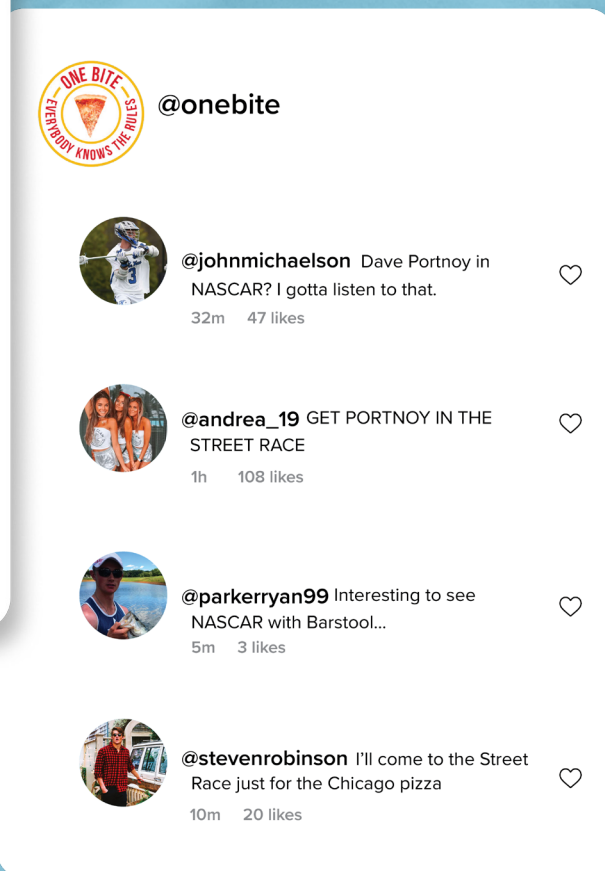 ONE BITE
EVERYBODY KNOWS THE RULES
@onebite
@johnmichaelson Dave Portnoy in
NASCAR? I gotta listen to that.
32m 47 likes
3
@andrea_19 GET PORTNOY IN THE
STREET RACE
1h 108 likes
@parkerryan99 Interesting to see
NASCAR with Barstool...
5m 3 likes
@stevenrobinson I’ll come to the Street
Race just for the Chicago pizza
10m 20 likes